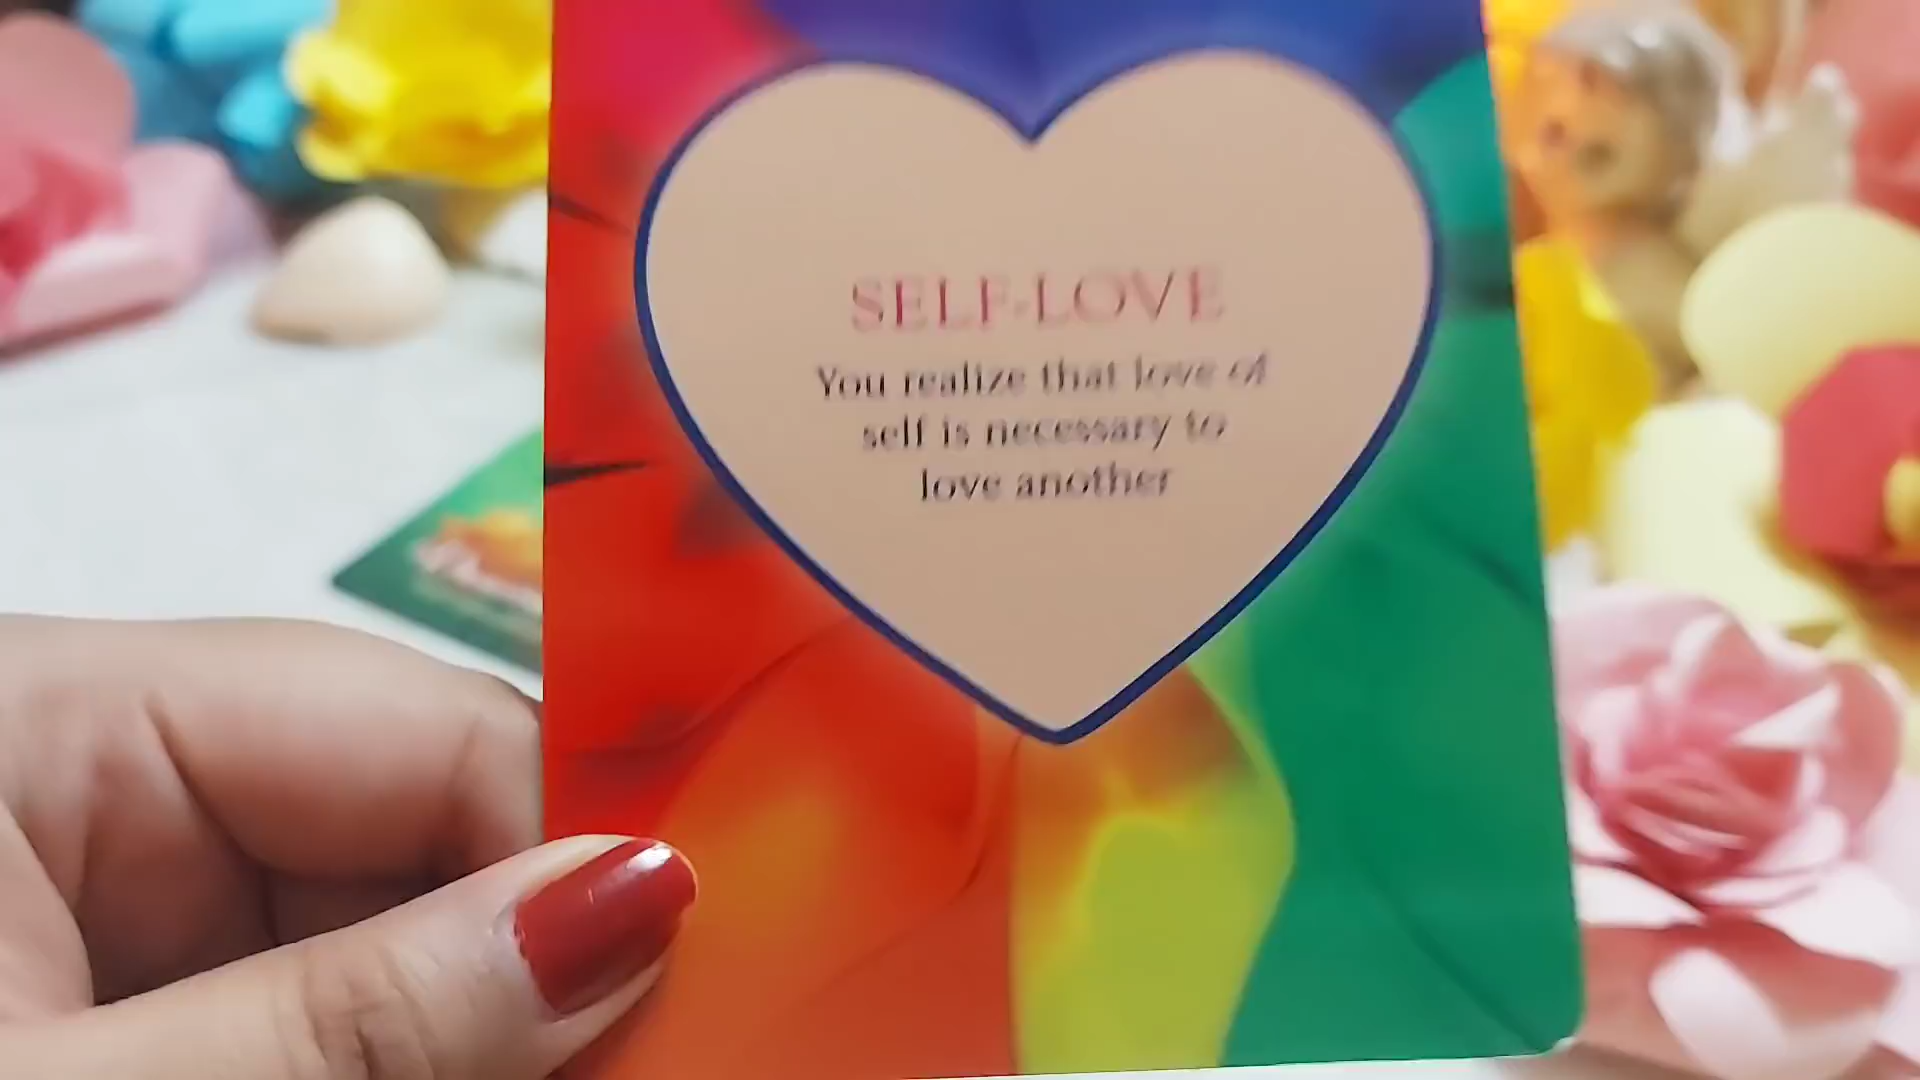 SELF-LOVE
You realize that love of
self is necessary to
love another